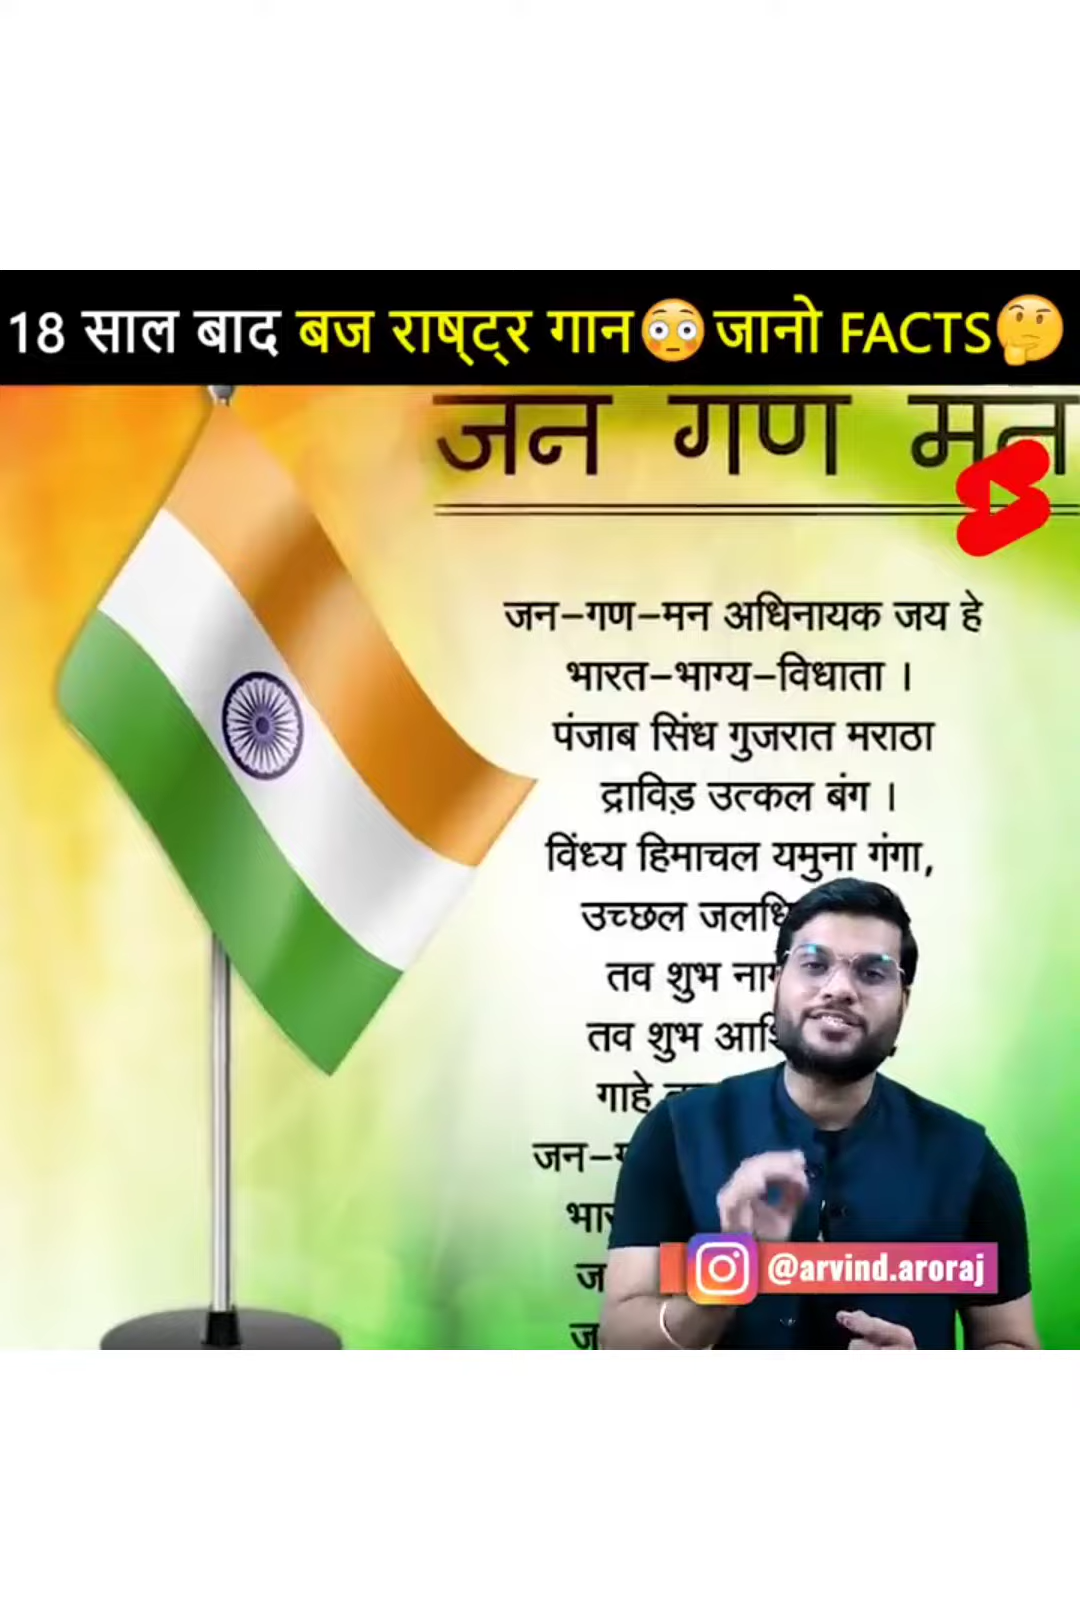 18 साल बाद बज राष्ट्र गान😳जानो FACTS🤔
जन गण मन
जन-गण-मन अधिनायक जय हे
भारत-भाग्य-विधाता ।
पंजाब सिंध गुजरात मराठा
द्राविड़ उत्कल बंग ।
विंध्य हिमाचल यमुना गंगा,
उच्छल
तव शुभ
तव शुभ
गाहे
जन-
@arvind.aroraj